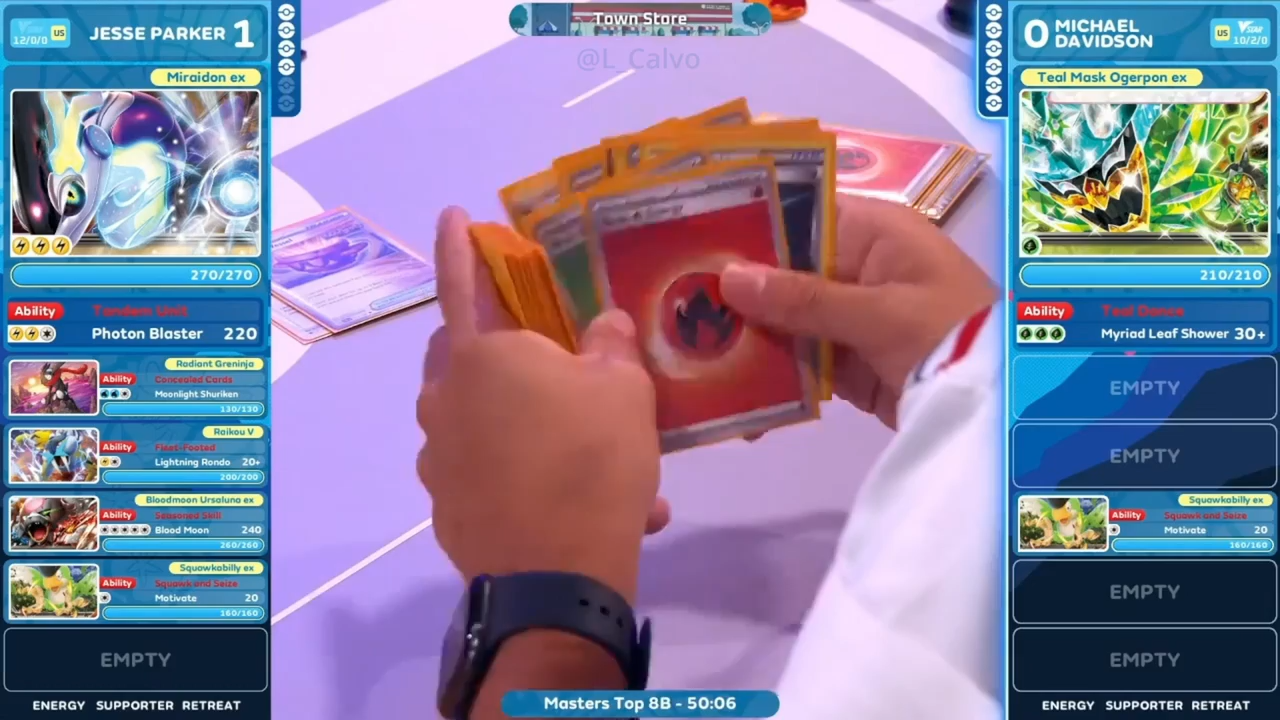 12/0/0 US JESSE PARKER 1
Miraidon ex
270/270
Ability Tandem Unit
Photon Blaster 220
Radiant Greninja
Ability Concealed Cards
Moonlight Shuriken
130/130
Raikou V
Ability Fleet-Footed
Lightning Rondo 20+
200/200
Bloodmoon Ursaluna ex
Ability Seasoned Skill
Blood Moon 240
260/260
Squawkabilly ex
Ability Squawk and Seize
Motivate 20
160/160
EMPTY
ENERGY SUPPORTER RETREAT
Town Store
@L_Calvo
Masters Top 8B - 50:06
0 MICHAEL DAVIDSON
US VSTAR 10/2/0
Teal Mask Ogerpon ex
210/210
Ability Teal Dance
Myriad Leaf Shower 30+
EMPTY
EMPTY
Squawkabilly ex
Ability Squawk and Seize
Motivate 20
160/160
EMPTY
EMPTY
ENERGY SUPPORTER RETREAT